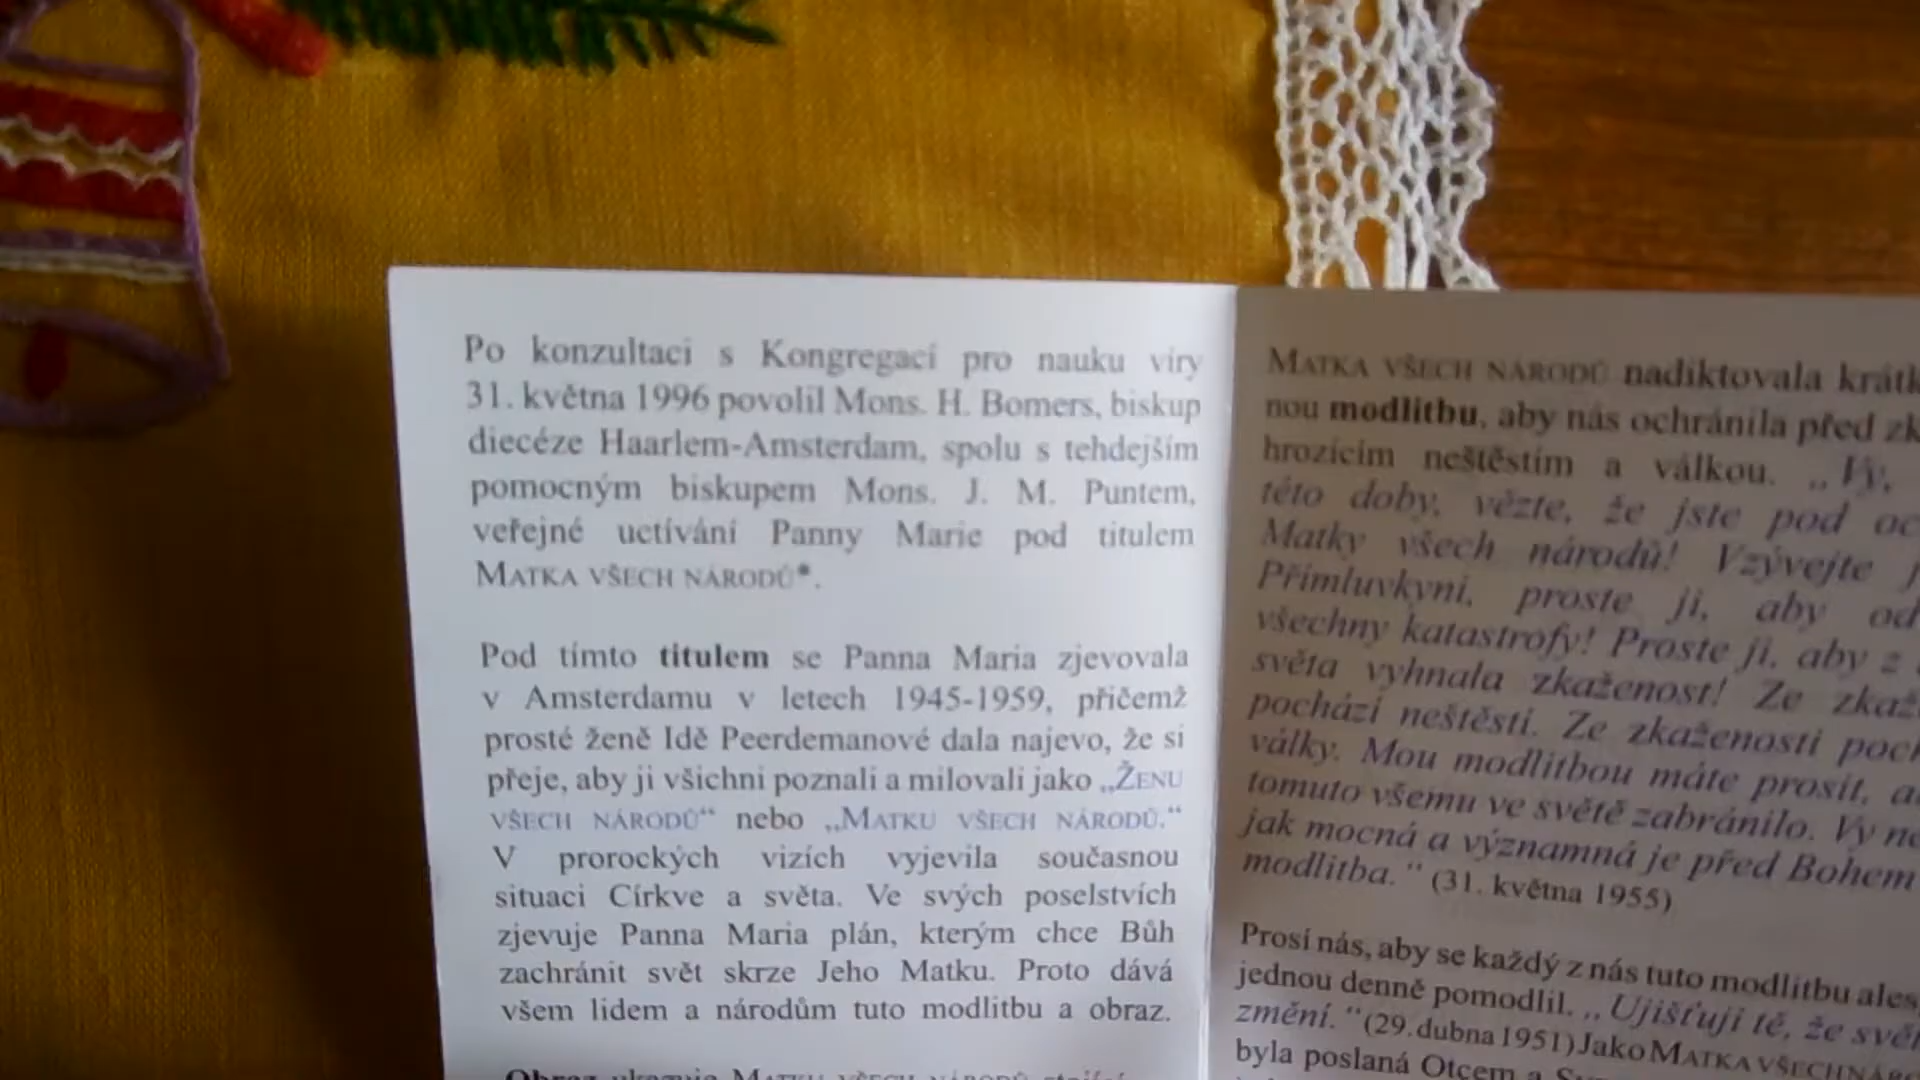 Po konzultaci s Kongregací pro nauku víry
31. května 1996 povolil Mons. H. Bomers, biskup
diecéze Haarlem-Amsterdam, spolu s tehdejším
pomocným biskupem Mons. J. M. Puntem,
veřejné uctívání Panny Marie pod titulem
MATKA VŠECH NÁRODŮ*.
Pod tímto titulem se Panna Maria zjevovala
v Amsterdamu v letech 1945-1959, přičemž
prosté ženě Idě Peerdemanové dala najevo, že si
přeje, aby ji všichni poznali a milovali jako „ŽENU
VŠECH NÁRODŮ“ nebo „MATKU VŠECH NÁRODŮ.“
V prorockých vizích vyjevila současnou
situaci Církve a světa. Ve svých poselstvích
zjevuje Panna Maria plán, kterým chce Bůh
zachránit svět skrze Jeho Matku. Proto dává
všem lidem a národům tuto modlitbu a obraz.
Obraz ukazuje MATKU VŠECH NÁRODŮ
MATKA VŠECH NÁRODŮ nadiktovala
nou modlitbu, aby nás ochránila před
hrozícím neštěstím a válkou. „Vy,
této doby, vězte, že jste pod
Matky všech národů! Vzývejte
Přímluvkyni, proste ji, aby
všechny katastrofy! Proste ji, aby z
světa vyhnala zkaženost! Ze
pochází neštěstí. Ze zkaženosti
války. Mou modlitbou máte prosit,
tomuto všemu ve světě zabránilo. Vy
jak mocná a významná je před Bohem
modlitba.“ (31. května 1955)
Prosí nás, aby se každý z nás tuto modlitbu
jednou denně pomodlil. „Ujišťuji tě, že
změní.“ (29. dubna 1951) Jako MATKA VŠECH
byla poslaná Otcem a